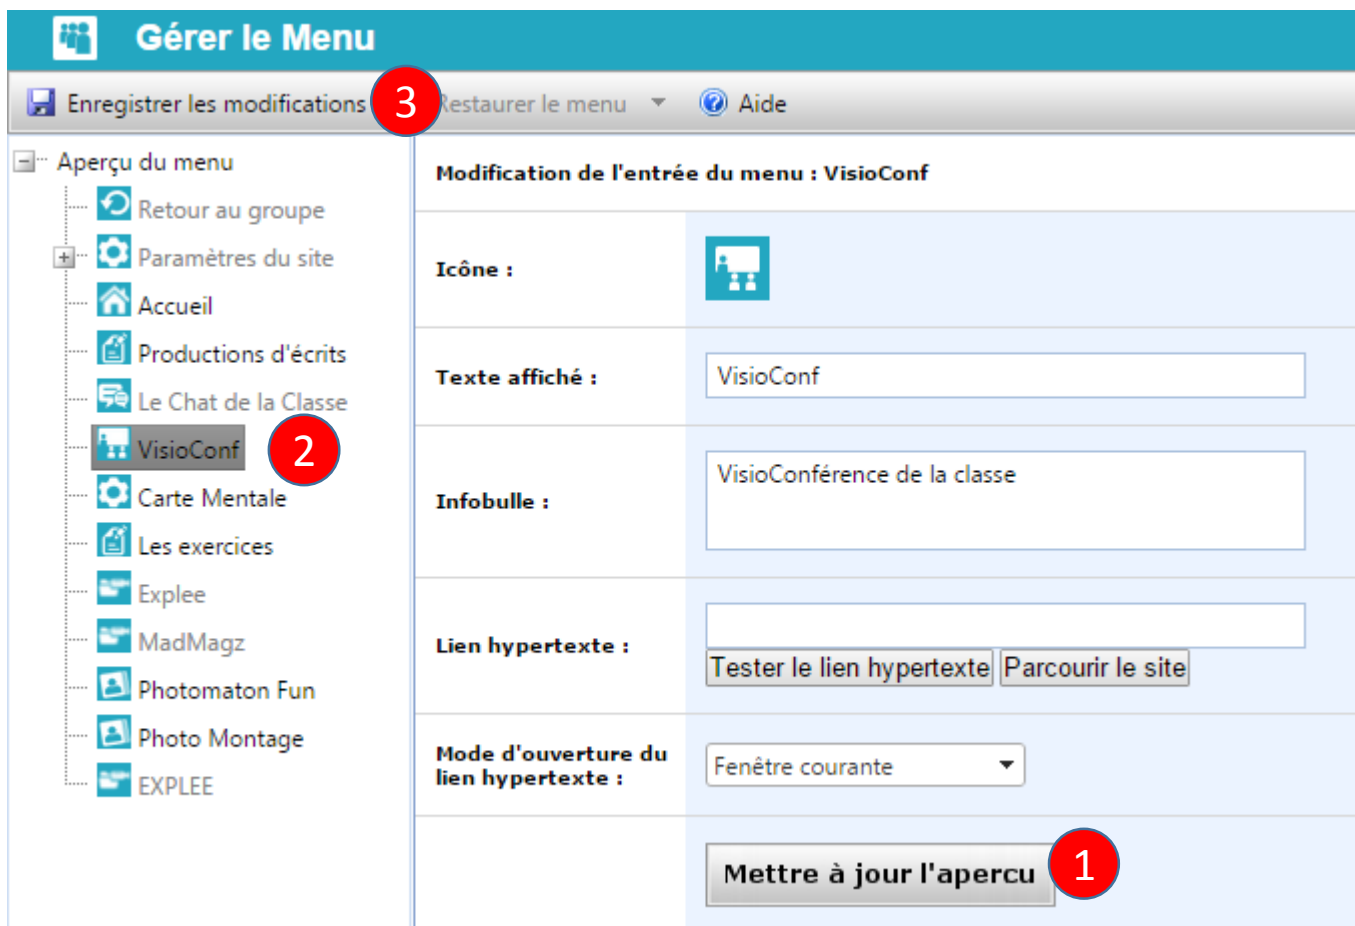 Gérer le Menu
Enregistrer les modifications 3 Restaurer le menu Aide
Aperçu du menu
Retour au groupe
Paramètres du site
Accueil
Productions d'écrits
Le Chat de la Classe
VisioConf 2
Carte Mentale
Les exercices
Explee
MadMagz
Photomaton Fun
Photo Montage
EXPLEE
Modification de l'entrée du menu : VisioConf
Icône :
Texte affiché : VisioConf
Infobulle : VisioConférence de la classe
Lien hypertexte :
Tester le lien hypertexte Parcourir le site
Mode d'ouverture du
lien hypertexte : Fenêtre courante
Mettre à jour l'apercu 1